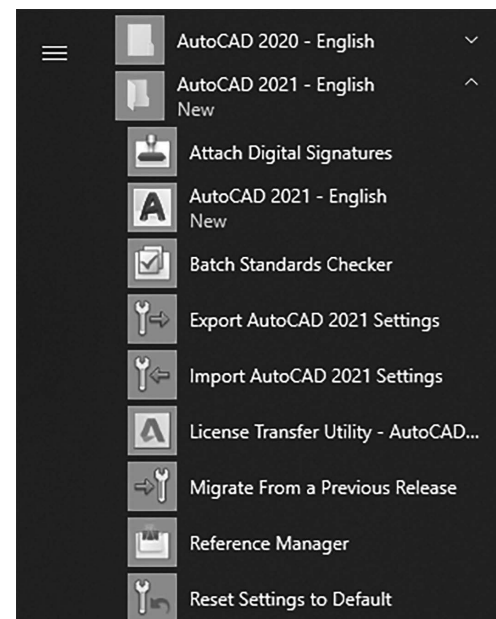 AutoCAD 2020 - English
AutoCAD 2021 - English
New
Attach Digital Signatures
AutoCAD 2021 - English
New
Batch Standards Checker
Export AutoCAD 2021 Settings
Import AutoCAD 2021 Settings
License Transfer Utility - AutoCAD...
Migrate From a Previous Release
Reference Manager
Reset Settings to Default